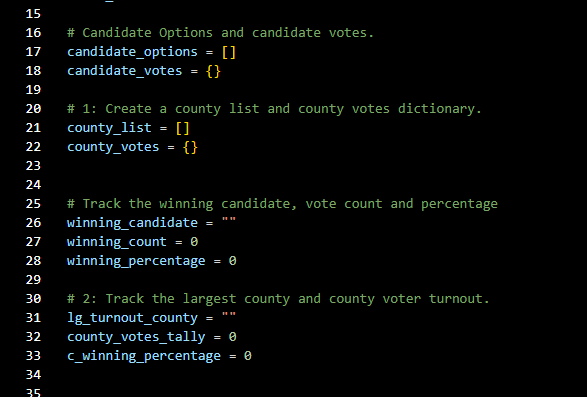 15
16 # Candidate Options and candidate votes.
17 candidate_options = []
18 candidate_votes = {}
19
20 # 1: Create a county list and county votes dictionary.
21 county_list = []
22 county_votes = {}
23
24
25 # Track the winning candidate, vote count and percentage
26 winning_candidate = ""
27 winning_count = 0
28 winning_percentage = 0
29
30 # 2: Track the largest county and county voter turnout.
31 lg_turnout_county = ""
32 county_votes_tally = 0
33 c_winning_percentage = 0
34
35